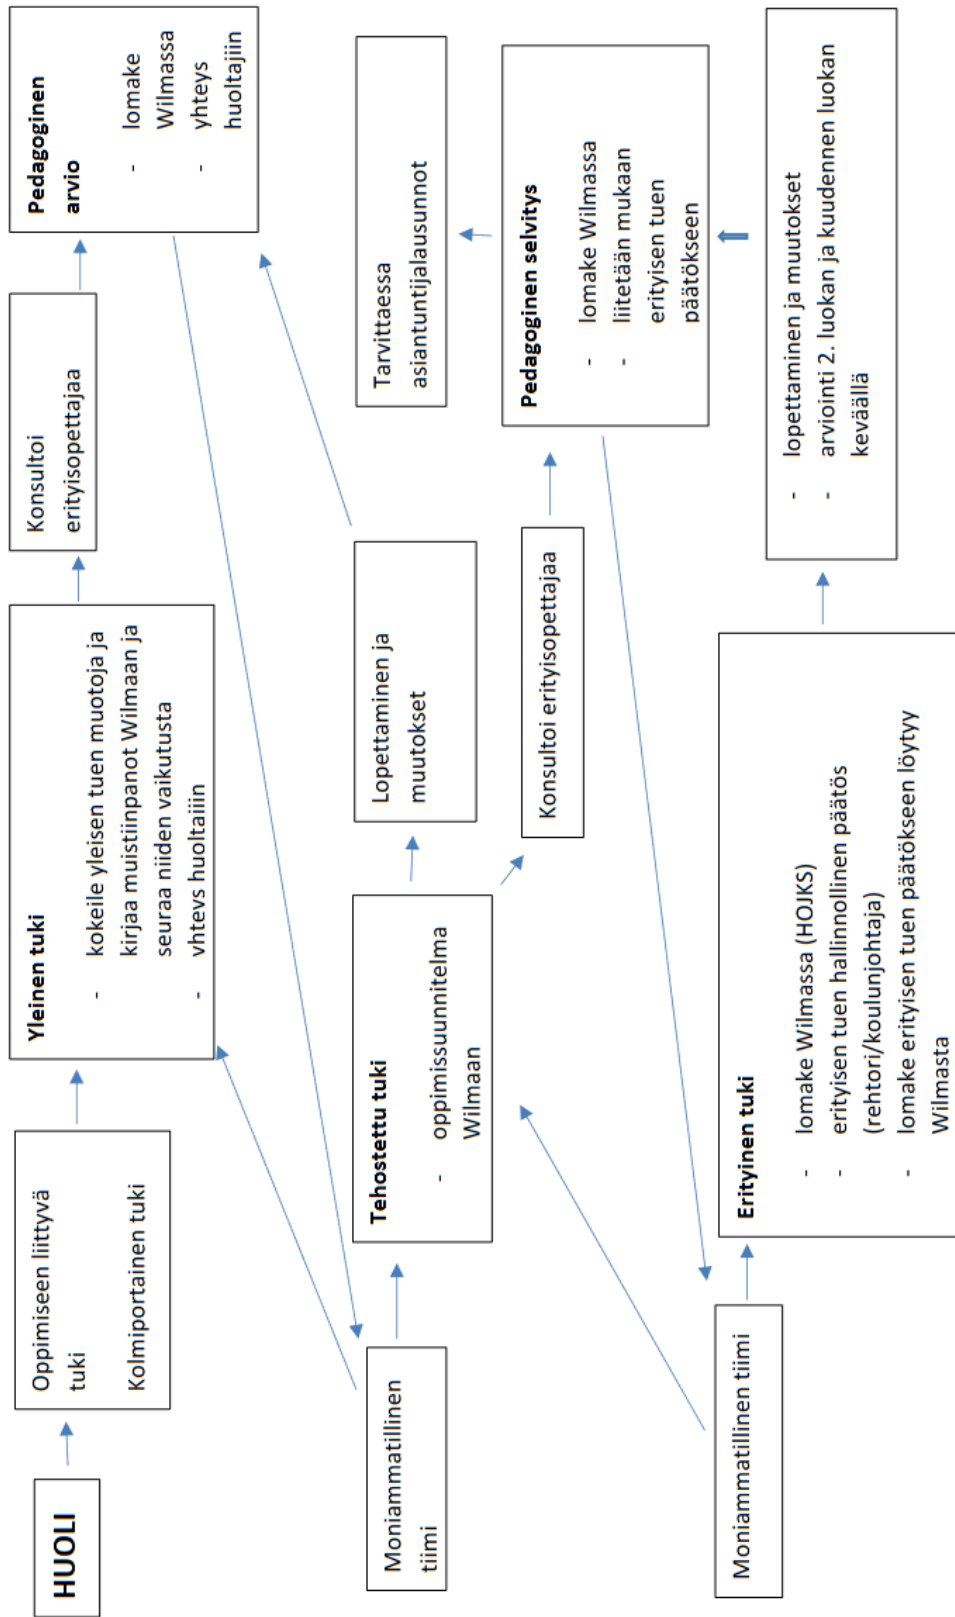 HUOLI
Oppimiseen liittyvä
tuki
Kolmiportainen tuki
Yleinen tuki
- kokeile yleisen tuen muotoja ja
kirjaa muistiinpanot Wilmaan ja
seuraa niiden vaikutusta
- yhteys huoltajiin
Konsultoi
erityisopettajaa
Pedagoginen
arvio
- lomake
Wilmassa
- yhteys
huoltajiin
Moniammatillinen
tiimi
Tehostettu tuki
- oppimissuunnitelma
Wilmaan
Lopettaminen ja
muutokset
Konsultoi erityisopettajaa
Tarvittaessa
asiantuntijalausunnot
Pedagoginen selvitys
- lomake Wilmassa
- liitetään mukaan
erityisen tuen
päätökseen
Moniammatillinen tiimi
Erityinen tuki
- lomake Wilmassa (HOJKS)
- erityisen tuen hallinnollinen päätös
(rehtori/koulunjohtaja)
- lomake erityisen tuen päätökseen löytyy
Wilmasta
- lopettaminen ja muutokset
- arviointi 2. luokan ja kuudennen luokan
keväällä